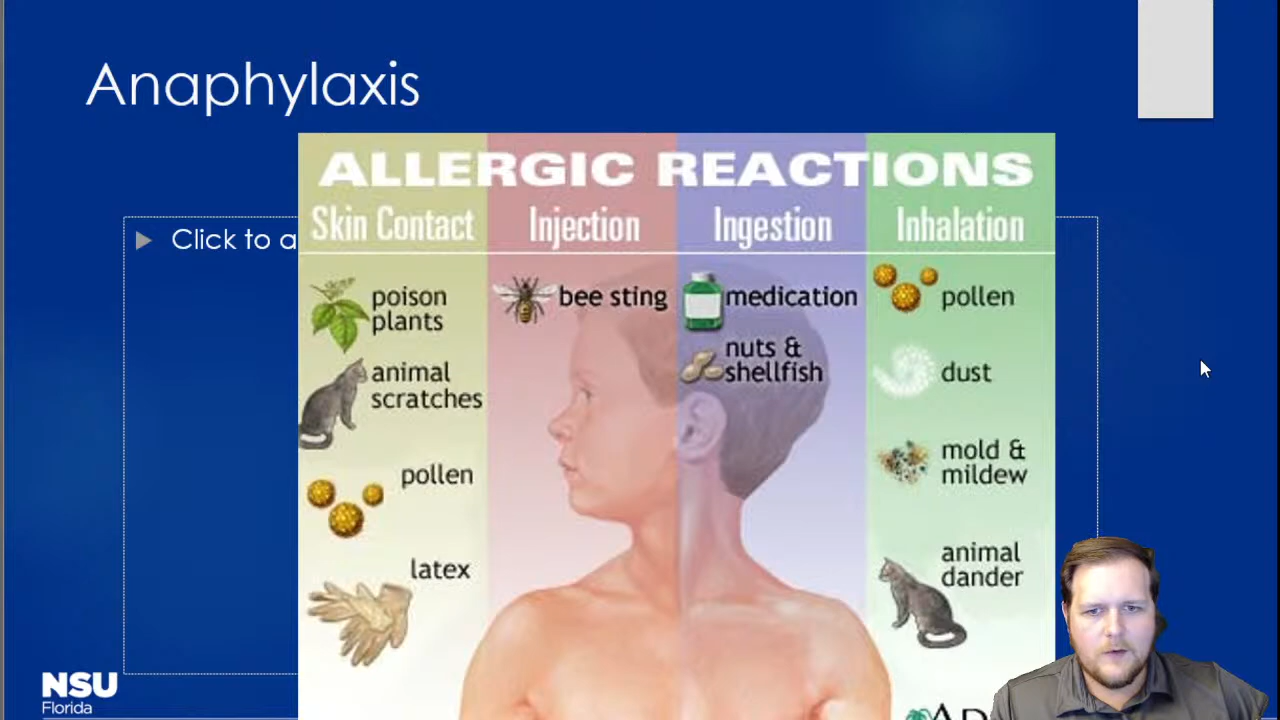 Anaphylaxis
ALLERGIC REACTIONS
Skin Contact
Injection
Ingestion
Inhalation
Click to a
poison
plants
animal
scratches
pollen
latex
bee sting
medication
nuts &
shellfish
pollen
dust
mold &
mildew
animal
dander
NSU
Florida